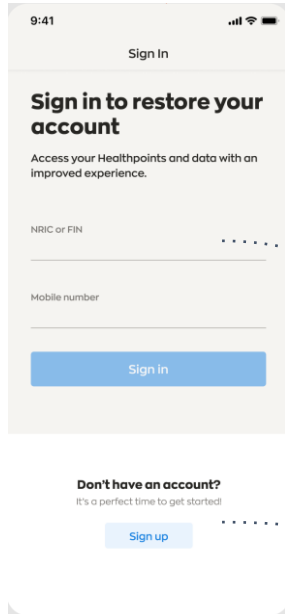 9:41
Sign In
Sign in to restore your
account
Access your Healthpoints and data with an
improved experience.
NRIC or FIN
Mobile number
Sign in
Don't have an account?
It's a perfect time to get started!
Sign up